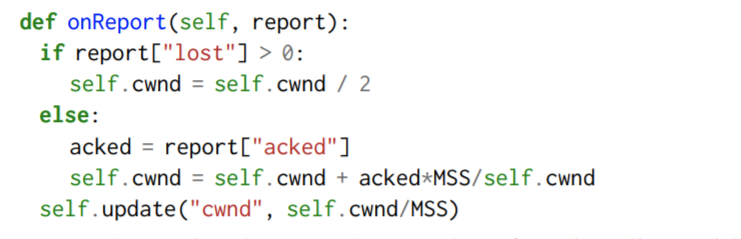 def onReport(self, report):
  if report["lost"] > 0:
    self.cwnd = self.cwnd / 2
  else:
    acked = report["acked"]
    self.cwnd = self.cwnd + acked*MSS/self.cwnd
  self.update("cwnd", self.cwnd/MSS)